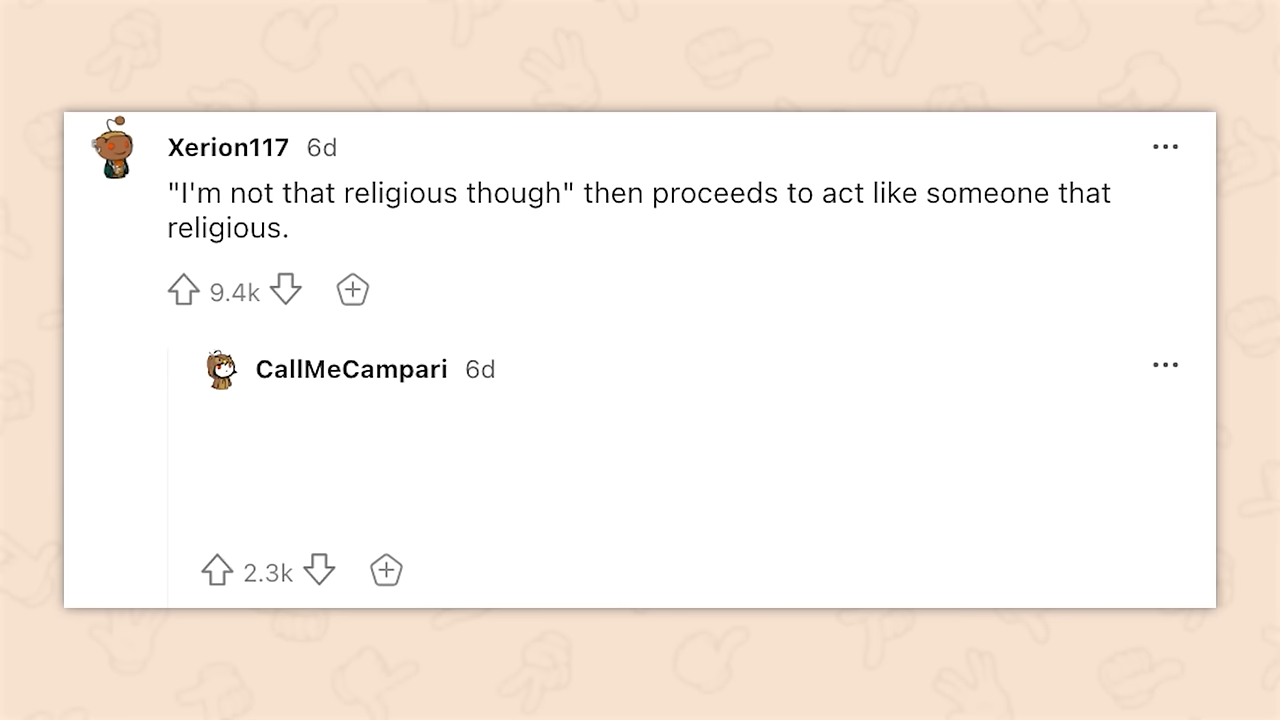 Xerion117 6d
"I'm not that religious though" then proceeds to act like someone that
religious.
9.4k
CallMeCampari 6d
2.3k